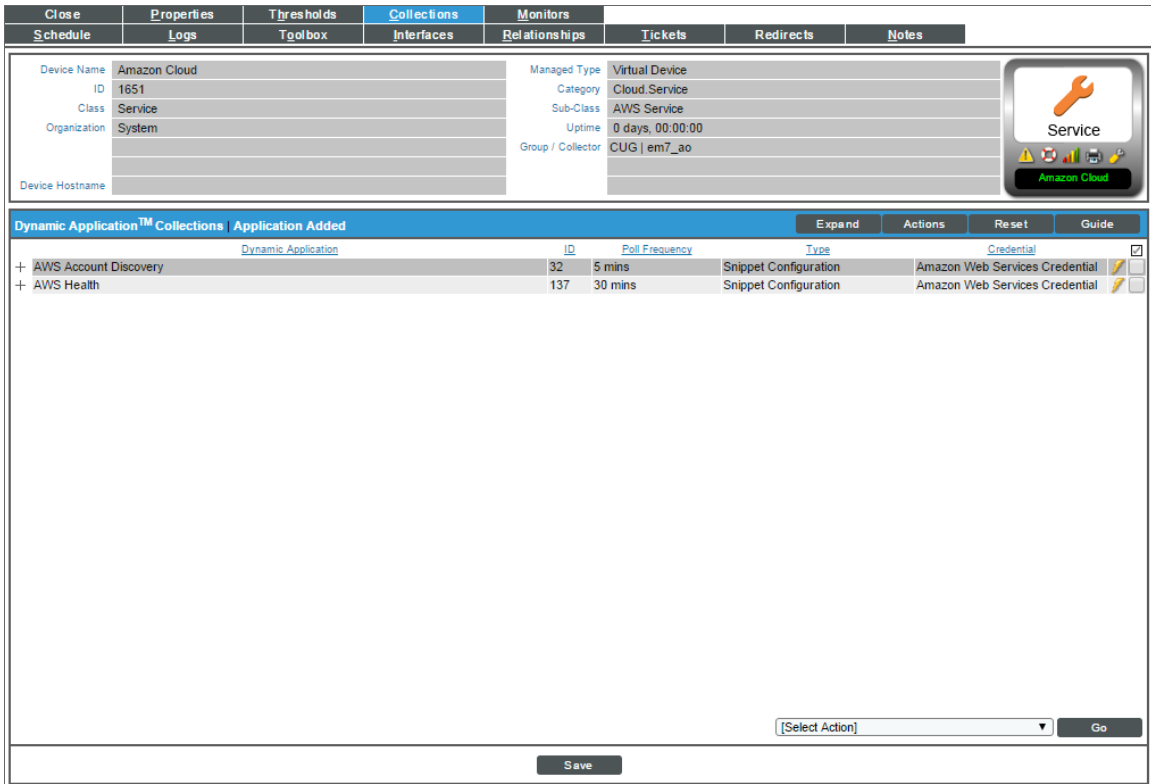 Close Properties Thresholds Collections Monitors
Schedule Logs Toolbox Interfaces Relationships Tickets Redirects Notes
Device Name Amazon Cloud Managed Type Virtual Device
ID 1651 Category Cloud.Service
Class Service Sub-Class AWS Service
Organization System Uptime 0 days, 00:00:00
Group / Collector CUG | em7_ao
Device Hostname
Service
Amazon Cloud
Dynamic Application™ Collections | Application Added Expand Actions Reset Guide
Dynamic Application ID Poll Frequency Type Credential
+ AWS Account Discovery 32 5 mins Snippet Configuration Amazon Web Services Credential
+ AWS Health 137 30 mins Snippet Configuration Amazon Web Services Credential
[Select Action] Go
Save